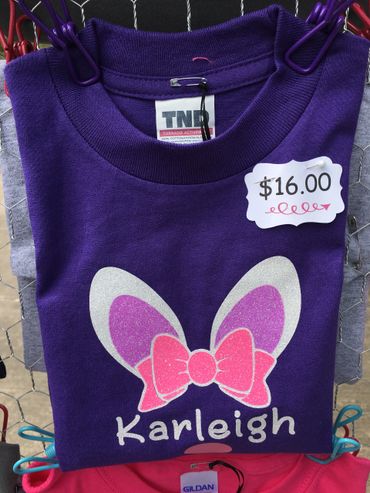 TND
$16.00
Karleigh
GILDAN